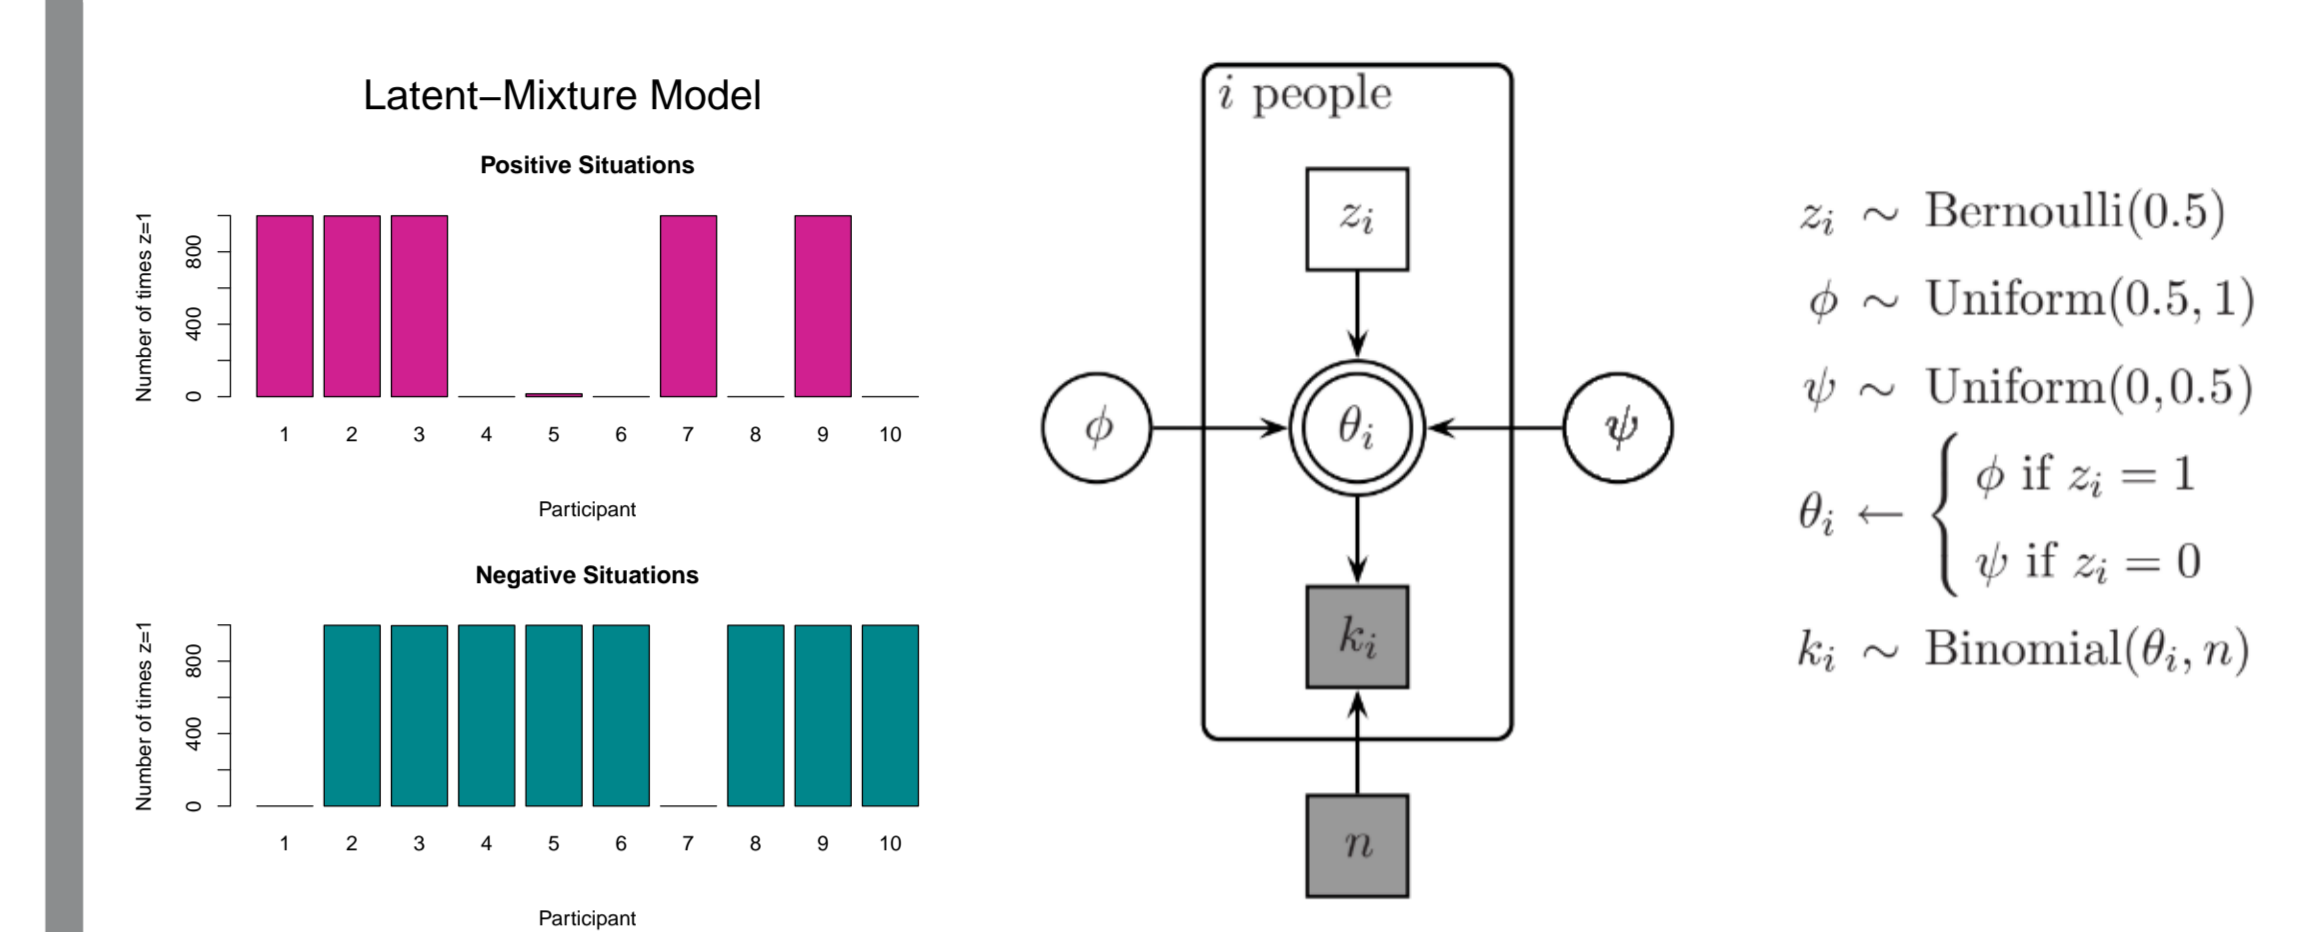 Latent−Mixture Model
Positive Situations
Number of times z=1
800
400
0
1 2 3 4 5 6 7 8 9 10
Participant
Negative Situations
Number of times z=1
800
400
0
1 2 3 4 5 6 7 8 9 10
Participant
i people
z_i
ϕ
θ_i
ψ
k_i
n
z_i ∼ Bernoulli(0.5)
ϕ ∼ Uniform(0.5, 1)
ψ ∼ Uniform(0,0.5)
θ_i ← { ϕ if z_i = 1
ψ if z_i = 0
k_i ∼ Binomial(θ_i, n)